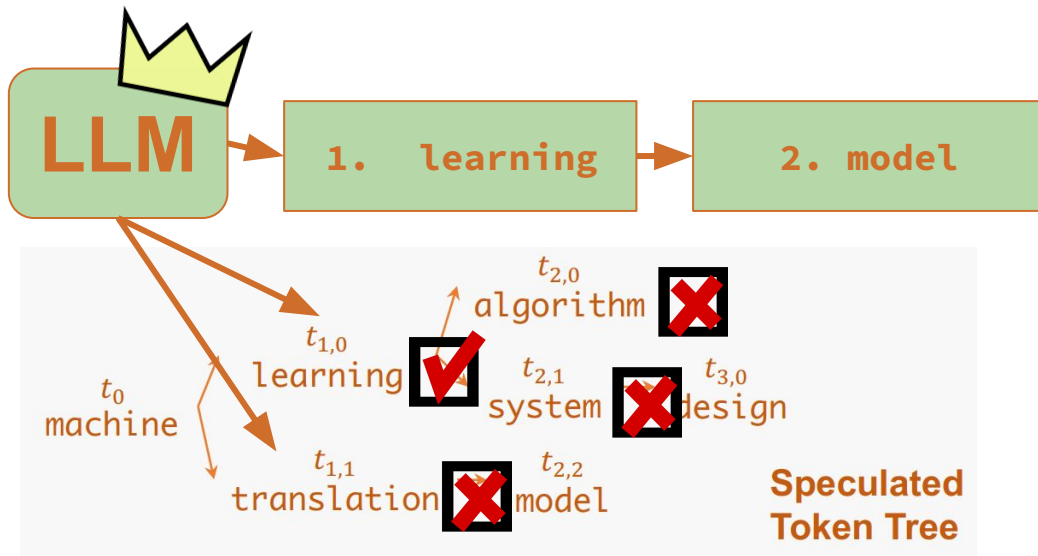 LLM
1. learning
2. model
t2,0
algorithm
t1,0
learning
t2,1
system
t3,0
design
t0
machine
t1,1
translation
t2,2
model
Speculated
Token Tree